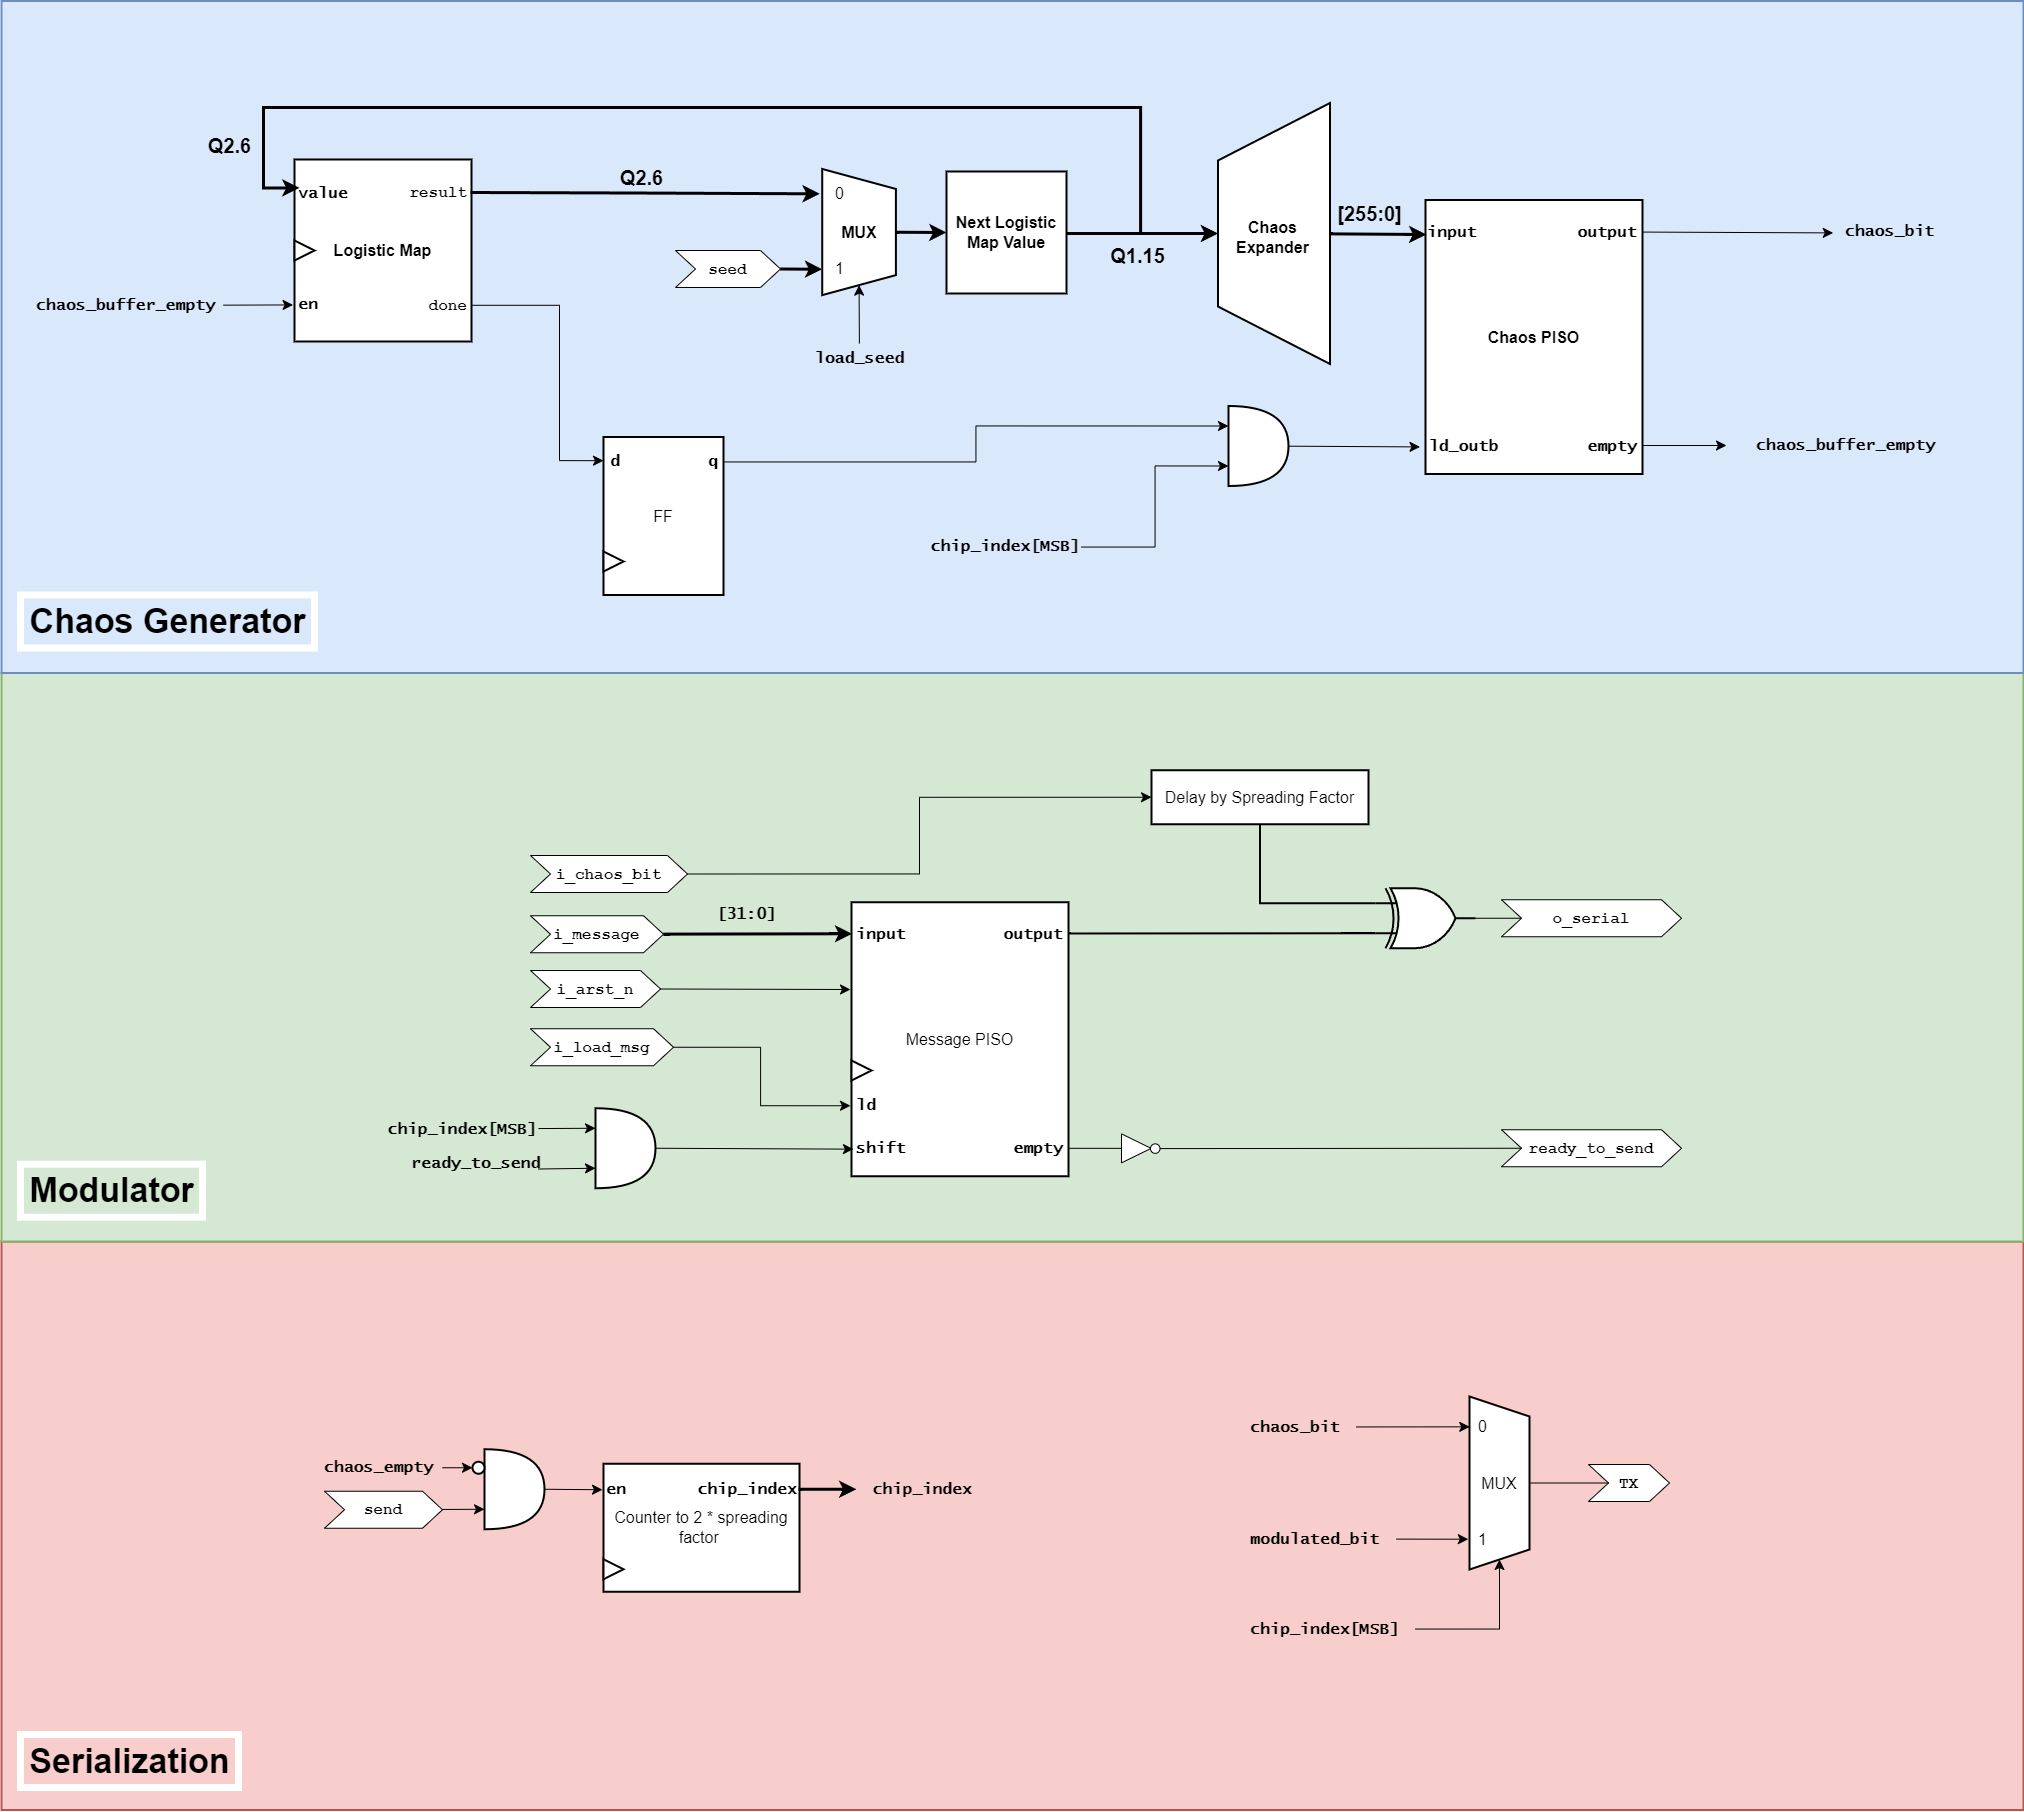 Q2.6
value
result
Logistic Map
en
done
chaos_buffer_empty
Q2.6
seed
0
MUX
1
load_seed
Next Logistic
Map Value
Q1.15
Chaos
Expander
[255:0]
input
output
Chaos PISO
ld_outb
empty
chaos_bit
chaos_buffer_empty
d
q
FF
chip_index[MSB]
Chaos Generator
Delay by Spreading Factor
i_chaos_bit
[31:0]
i_message
i_arst_n
i_load_msg
chip_index[MSB]
ready_to_send
input
output
Message PISO
ld
shift
empty
o_serial
ready_to_send
Modulator
chaos_empty
send
en
chip_index
Counter to 2 * spreading
factor
chip_index
chaos_bit
0
MUX
TX
modulated_bit
1
chip_index[MSB]
Serialization